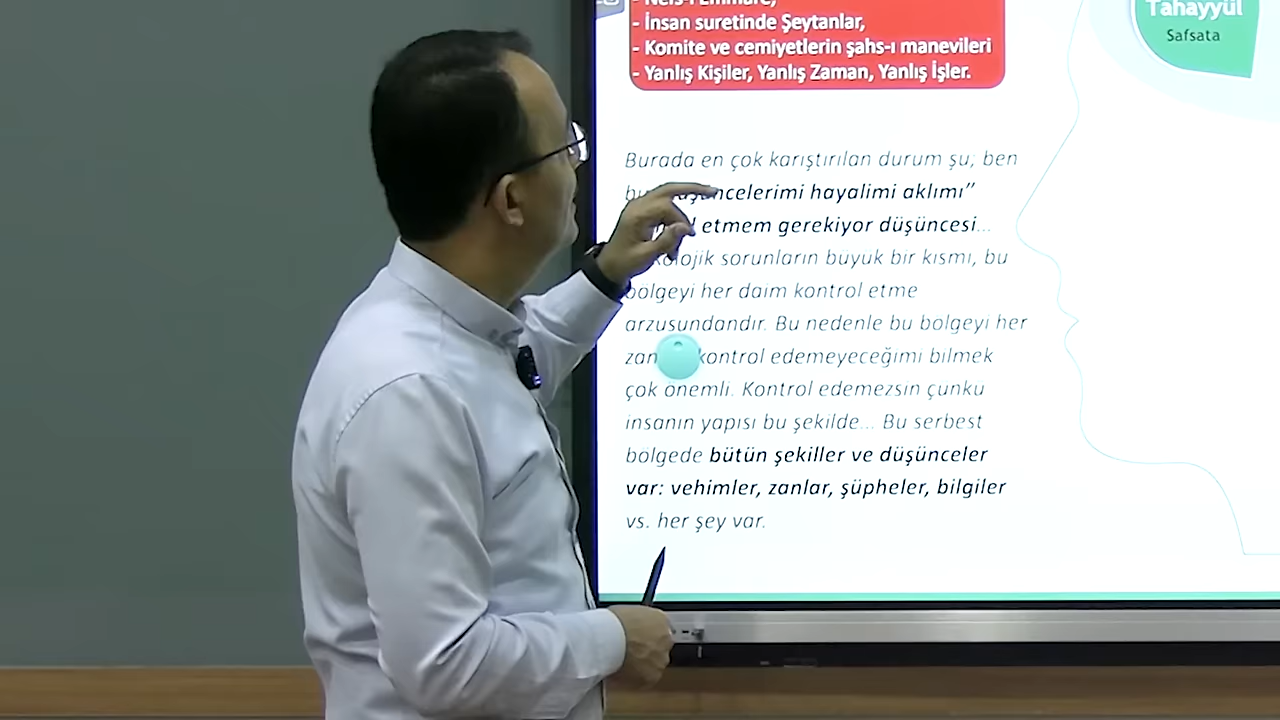 - Nefs-i Emmare,
- İnsan suretinde Şeytanlar,
- Komite ve cemiyetlerin şahs-ı manevileri
- Yanlış Kişiler, Yanlış Zaman, Yanlış İşler.
Tahayyül
Safsata
Burada en çok karıştırılan durum şu; ben
hayalimi aklımı”
etmem gerekiyor düşüncesi...
sorunların büyük bir kısmı, bu
bölgeyi her daim kontrol etme
arzusundandır. Bu nedenle bu bölgeyi her
kontrol edemeyeceğimi bilmek
çok önemli. Kontrol edemezsin çünkü
insanın yapısı bu şekilde... Bu serbest
bölgede bütün şekiller ve düşünceler
var: vehimler, zanlar, şüpheler, bilgiler
vs. her şey var.